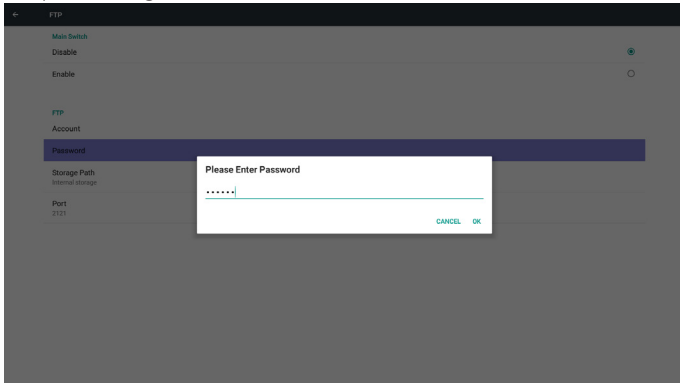 FTP
Main Switch
Disable
Enable
FTP
Account
Password
Storage Path
Internal storage
Port
2121
Please Enter Password
••••••
CANCEL OK